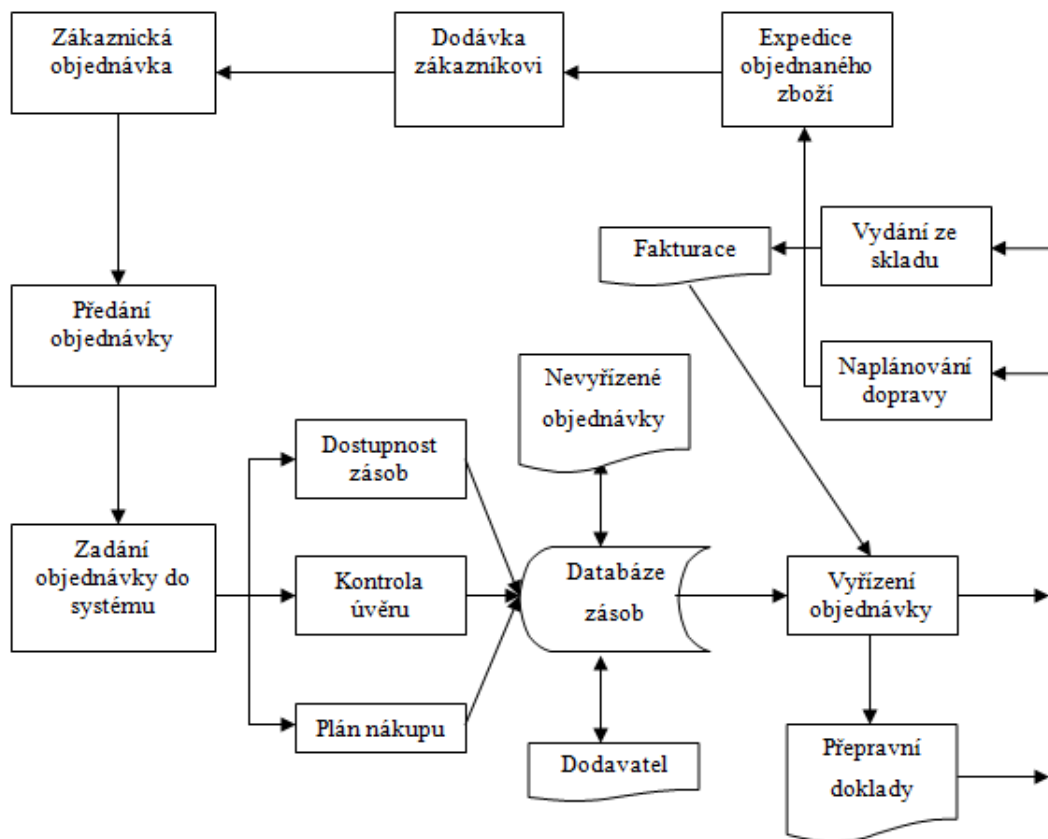 Zákaznická
objednávka
Dodávka
zákazníkovi
Expedice
objednaného
zboží
Fakturace
Vydání ze
skladu
Předání
objednávky
Naplánování
dopravy
Nevyřízené
objednávky
Dostupnost
zásob
Zadání
objednávky do
systému
Kontrola
úvěru
Databáze
zásob
Vyřízení
objednávky
Plán nákupu
Dodavatel
Přepravní
doklady